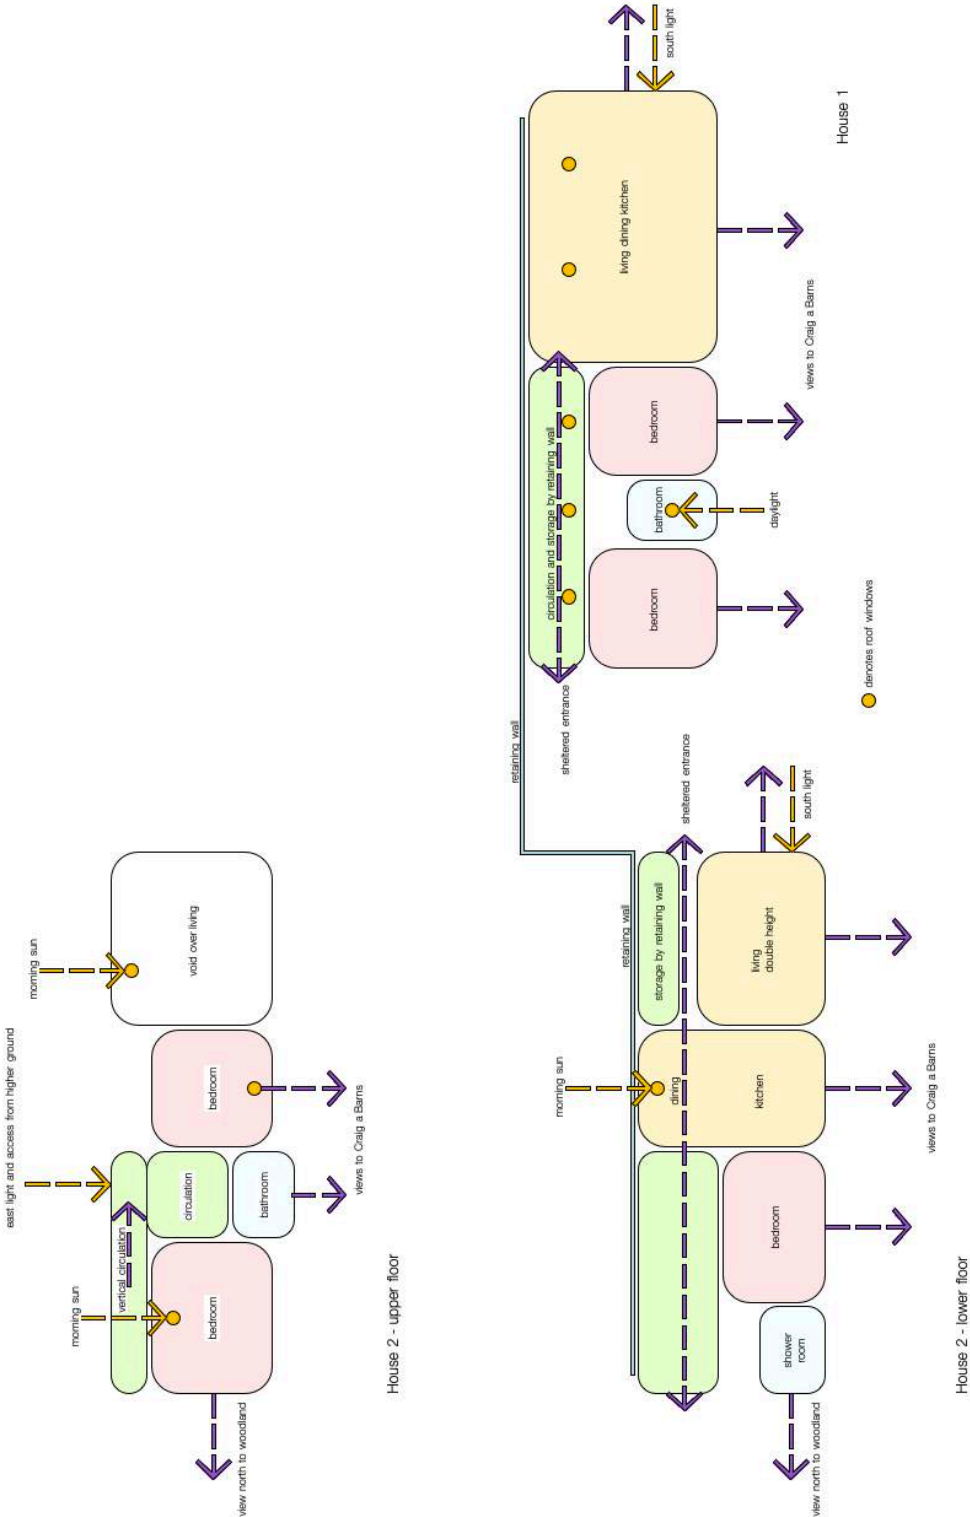 east light and access from higher ground
morning sun
morning sun
vertical circulation
bedroom
circulation
bathroom
bedroom
void over living
view north to woodland
views to Craig a Barns
House 2 - upper floor
retaining wall
sheltered entrance
circulation and storage by retaining wall
bedroom
bathroom
bedroom
living dining kitchen
south light
daylight
views to Craig a Barns
House 1
denotes roof windows
morning sun
retaining wall
storage by retaining wall
sheltered entrance
dining
kitchen
living
double height
south light
bedroom
shower
room
view north to woodland
views to Craig a Barns
House 2 - lower floor